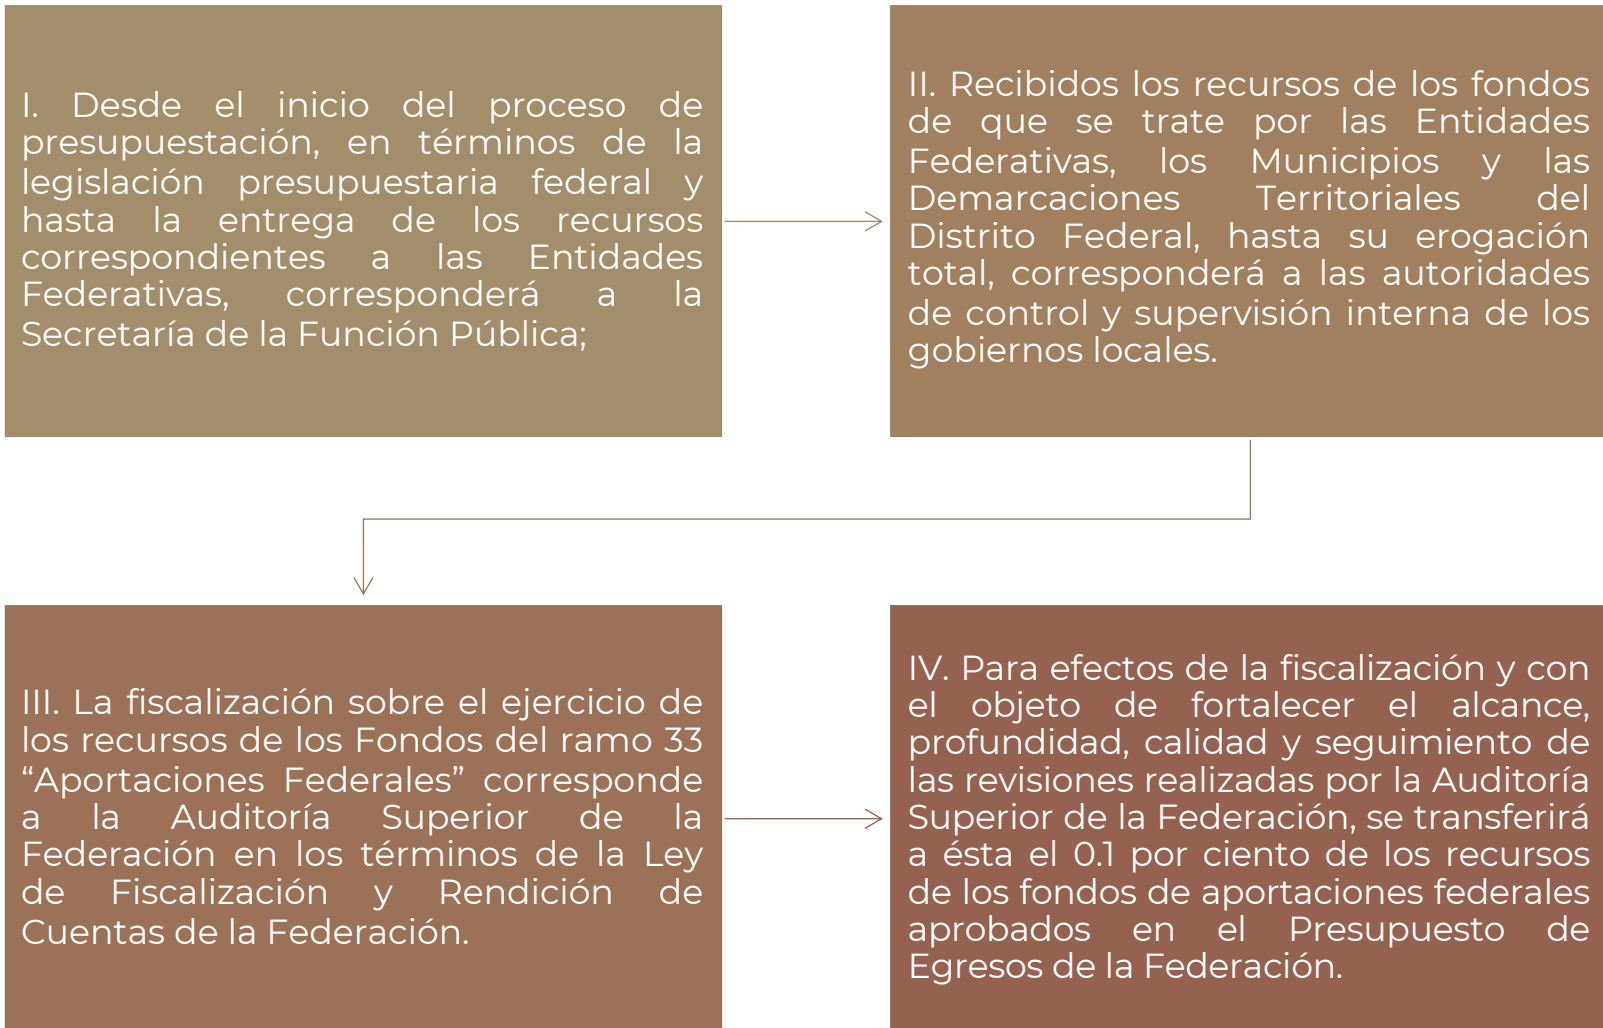 I. Desde el inicio del proceso de
presupuestación, en términos de la
legislación presupuestaria federal y
hasta la entrega de los recursos
correspondientes a las Entidades
Federativas, corresponderá a la
Secretaría de la Función Pública;
II. Recibidos los recursos de los fondos
de que se trate por las Entidades
Federativas, los Municipios y las
Demarcaciones Territoriales del
Distrito Federal, hasta su erogación
total, corresponderá a las autoridades
de control y supervisión interna de los
gobiernos locales.
III. La fiscalización sobre el ejercicio de
los recursos de los Fondos del ramo 33
“Aportaciones Federales” corresponde
a la Auditoría Superior de la
Federación en los términos de la Ley
de Fiscalización y Rendición de
Cuentas de la Federación.
IV. Para efectos de la fiscalización y con
el objeto de fortalecer el alcance,
profundidad, calidad y seguimiento de
las revisiones realizadas por la Auditoría
Superior de la Federación, se transferirá
a ésta el 0.1 por ciento de los recursos
de los fondos de aportaciones federales
aprobados en el Presupuesto de
Egresos de la Federación.